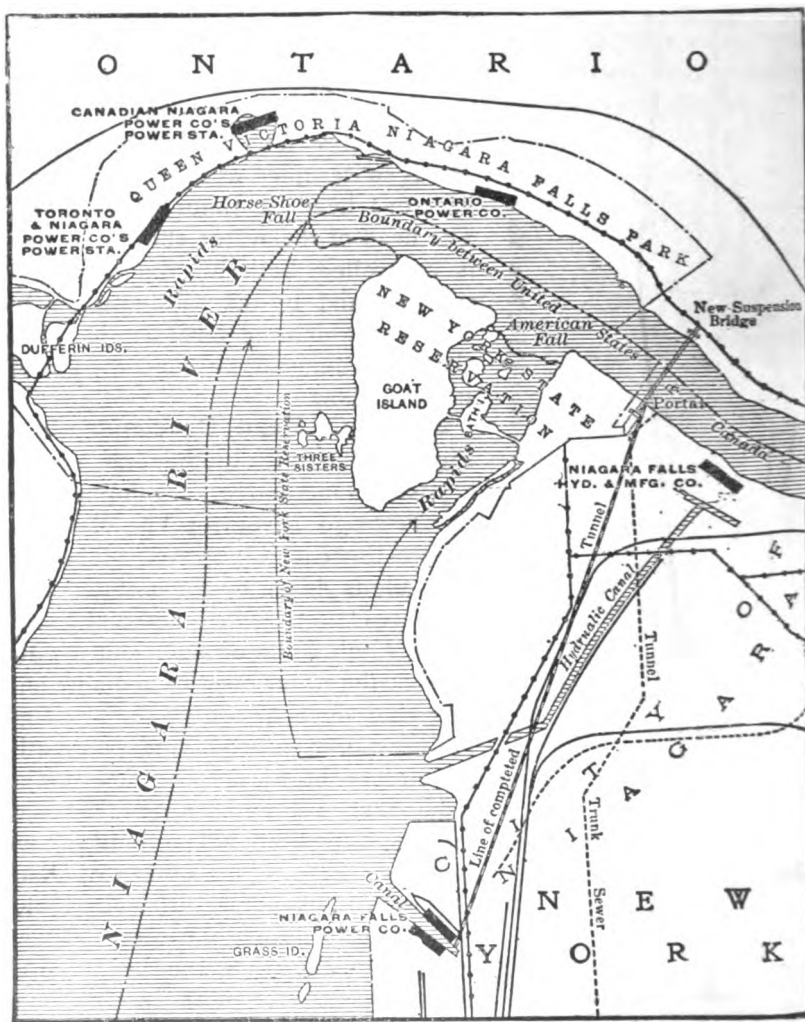 ONTARIO
CANADIAN NIAGARA
POWER CO'S
POWER STA.
QUEEN VICTORIA NIAGARA FALLS PARK
TORONTO
& NIAGARA
POWER CO'S
POWER STA.
Horse-Shoe
Fall
ONTARIO
POWER CO.
Boundary between United States & Canada
Rapids
NIAGARA RIVER
DUFFERIN IDS.
NEW YORK STATE
RESERVATION
American
Fall
New Suspension
Bridge
Portal
GOAT
ISLAND
BATH I.
THREE
SISTERS
Rapids
NIAGARA FALLS
HYD. & MFG. CO.
Boundary of New York State Reservation
Tunnel
Hydrualic Canal
Tunnel
Line of completed
CITY OF NIAGARA F
Trunk
Sewer
Canal
NIAGARA FALLS
POWER CO.
GRASS ID.
NEW
YORK